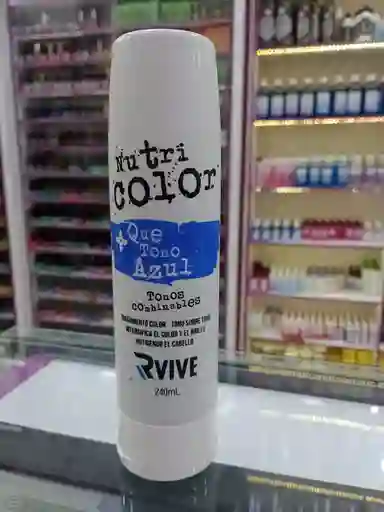 Nutri
COlOR
+Que
Tono
Azul
Tonos
combinables
TRATAMIENTO COLOR - TONO SOBRE TONO
INTENSIFICA EL COLOR Y EL BRILLO
NUTRIENDO EL CABELLO
RVIVE
240mL